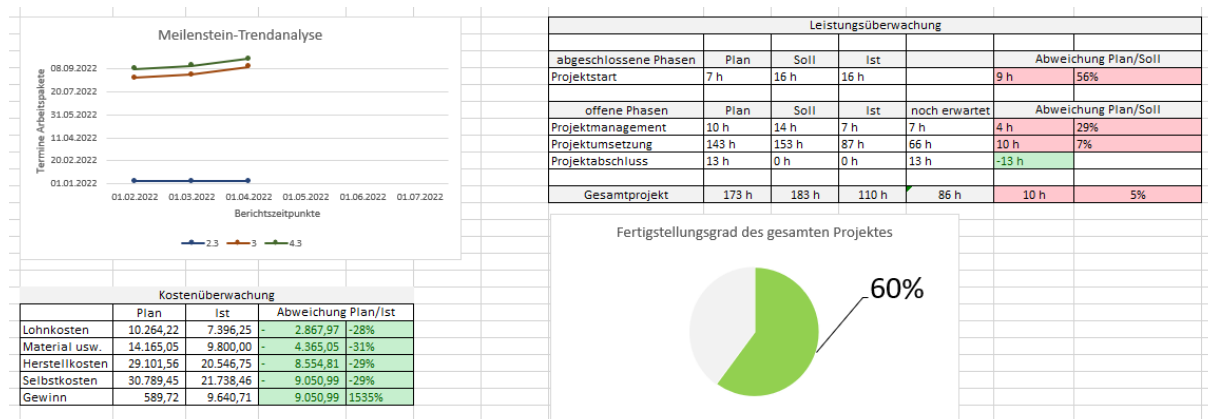 Meilenstein-Trendanalyse
Termine Arbeitspakete
08.09.2022
20.07.2022
31.05.2022
11.04.2022
20.02.2022
01.01.2022
01.02.2022 01.03.2022 01.04.2022 01.05.2022 01.06.2022 01.07.2022
Berichtszeitpunkte
2.3 3 4.3
Kostenüberwachung
Plan Ist Abweichung Plan/Ist
Lohnkosten 10.264,22 7.396,25 - 2.867,97 -28%
Material usw. 14.165,05 9.800,00 - 4.365,05 -31%
Herstellkosten 29.101,56 20.546,75 - 8.554,81 -29%
Selbstkosten 30.789,45 21.738,46 - 9.050,99 -29%
Gewinn 589,72 9.640,71 9.050,99 1535%
Leistungsüberwachung
abgeschlossene Phasen Plan Soll Ist Abweichung Plan/Soll
Projektstart 7 h 16 h 16 h 9 h 56%
offene Phasen Plan Soll Ist noch erwartet Abweichung Plan/Soll
Projektmanagement 10 h 14 h 7 h 7 h 4 h 29%
Projektumsetzung 143 h 153 h 87 h 66 h 10 h 7%
Projektabschluss 13 h 0 h 0 h 13 h -13 h
Gesamtprojekt 173 h 183 h 110 h 86 h 10 h 5%
Fertigstellungsgrad des gesamten Projektes
60%